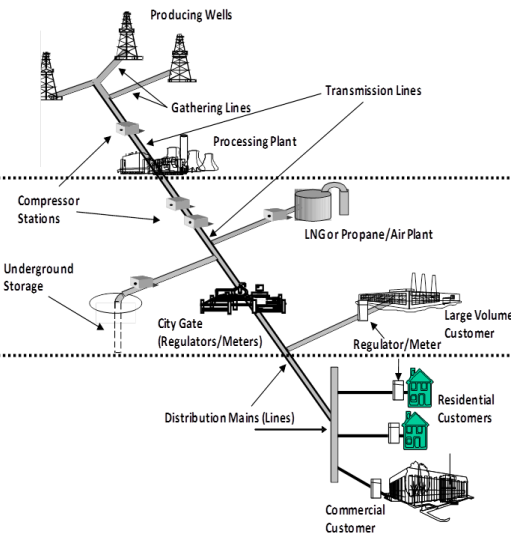 Producing Wells
Gathering Lines
Transmission Lines
Processing Plant
Compressor
Stations
LNG or Propane/Air Plant
Underground
Storage
City Gate
(Regulators/Meters)
Large Volume
Customer
Regulator/Meter
Distribution Mains (Lines)
Residential
Customers
Commercial
Customer